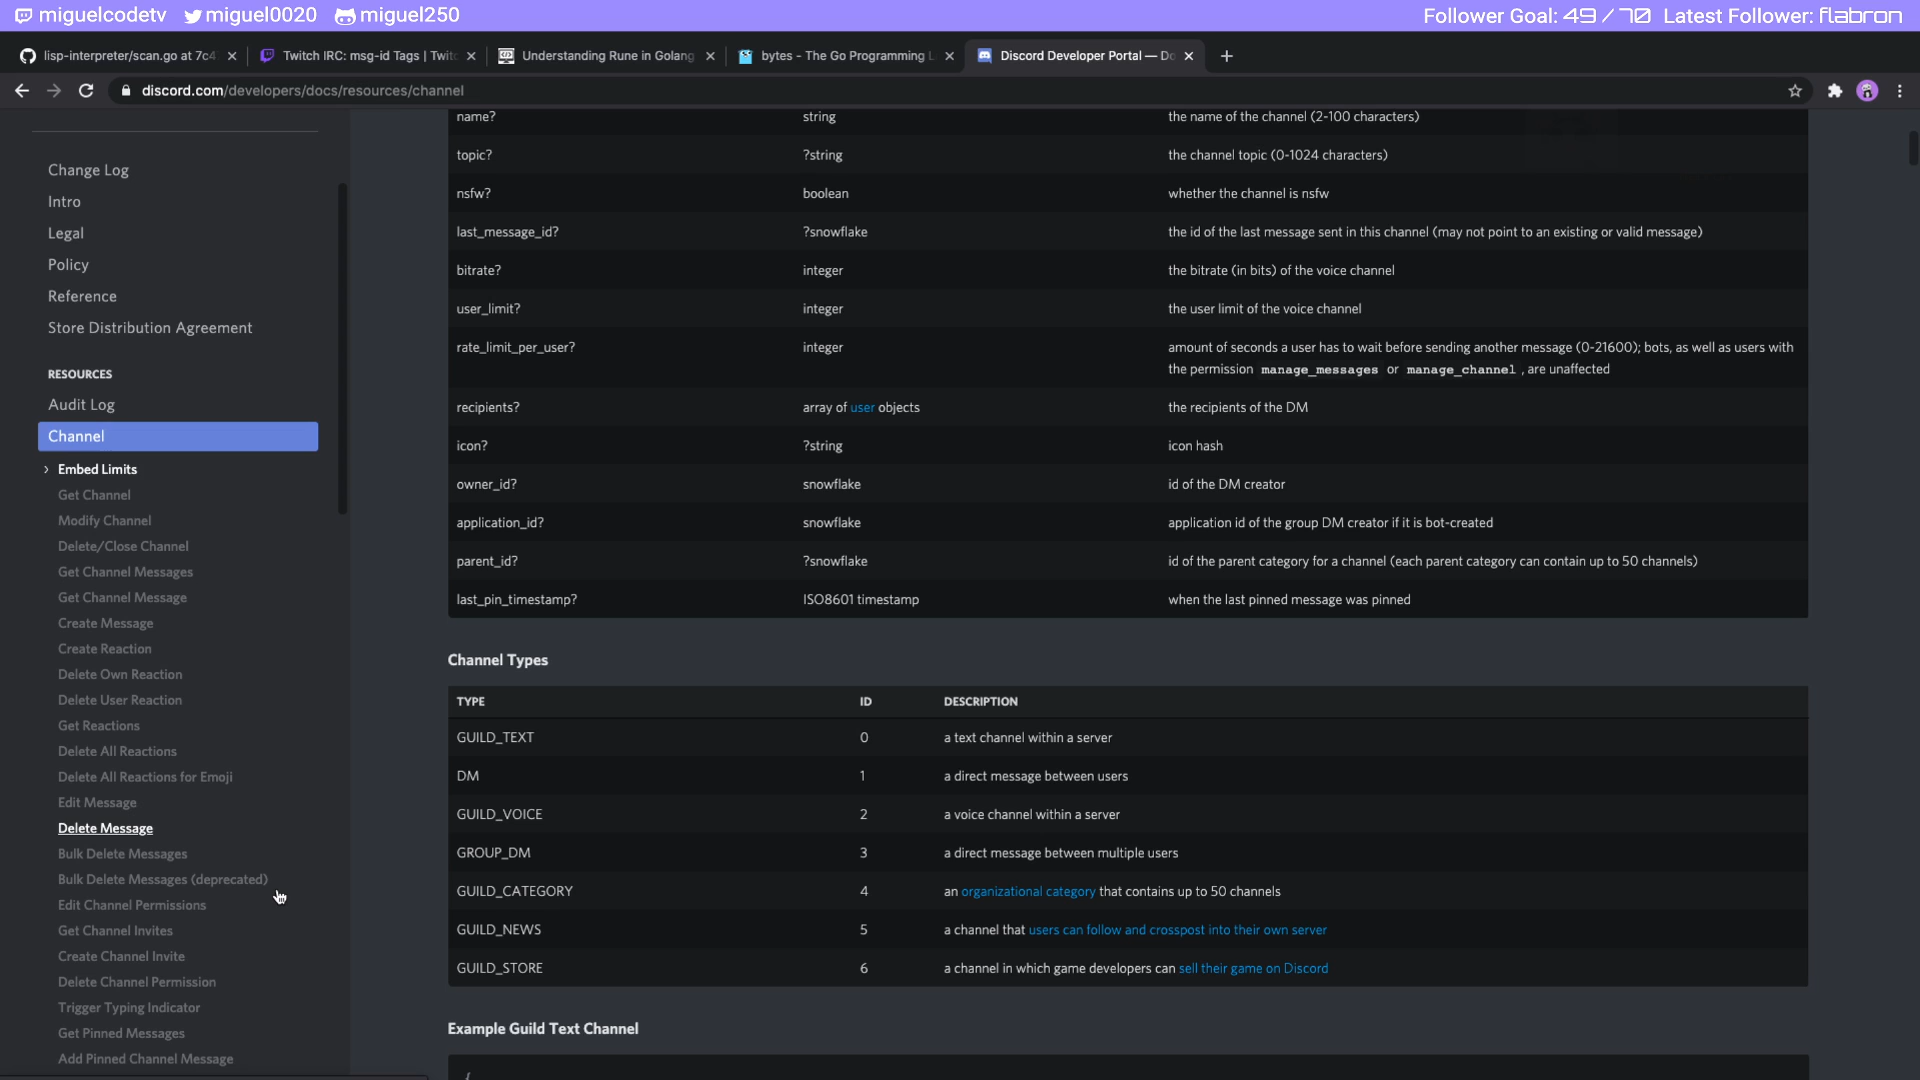 miguelcodetv miguel0020 miguel250 Follower Goal: 49 / 70 Latest Follower: flabron
lisp-interpreter/scan.go at 7c4 Twitch IRC: msg-id Tags | Twit Understanding Rune in Golang bytes - The Go Programming L Discord Developer Portal — Do
discord.com/developers/docs/resources/channel
Change Log
Intro
Legal
Policy
Reference
Store Distribution Agreement
RESOURCES
Audit Log
Channel
Embed Limits
Get Channel
Modify Channel
Delete/Close Channel
Get Channel Messages
Get Channel Message
Create Message
Create Reaction
Delete Own Reaction
Delete User Reaction
Get Reactions
Delete All Reactions
Delete All Reactions for Emoji
Edit Message
Delete Message
Bulk Delete Messages
Bulk Delete Messages (deprecated)
Edit Channel Permissions
Get Channel Invites
Create Channel Invite
Delete Channel Permission
Trigger Typing Indicator
Get Pinned Messages
Add Pinned Channel Message
name? string the name of the channel (2-100 characters)
topic? ?string the channel topic (0-1024 characters)
nsfw? boolean whether the channel is nsfw
last_message_id? ?snowflake the id of the last message sent in this channel (may not point to an existing or valid message)
bitrate? integer the bitrate (in bits) of the voice channel
user_limit? integer the user limit of the voice channel
rate_limit_per_user? integer amount of seconds a user has to wait before sending another message (0-21600); bots, as well as users with
the permission manage_messages or manage_channel , are unaffected
recipients? array of user objects the recipients of the DM
icon? ?string icon hash
owner_id? snowflake id of the DM creator
application_id? snowflake application id of the group DM creator if it is bot-created
parent_id? ?snowflake id of the parent category for a channel (each parent category can contain up to 50 channels)
last_pin_timestamp? ISO8601 timestamp when the last pinned message was pinned
Channel Types
TYPE ID DESCRIPTION
GUILD_TEXT 0 a text channel within a server
DM 1 a direct message between users
GUILD_VOICE 2 a voice channel within a server
GROUP_DM 3 a direct message between multiple users
GUILD_CATEGORY 4 an organizational category that contains up to 50 channels
GUILD_NEWS 5 a channel that users can follow and crosspost into their own server
GUILD_STORE 6 a channel in which game developers can sell their game on Discord
Example Guild Text Channel